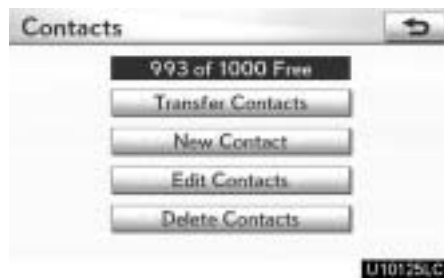 Contacts
993 of 1000 Free
Transfer Contacts
New Contact
Edit Contacts
Delete Contacts
U10125LC